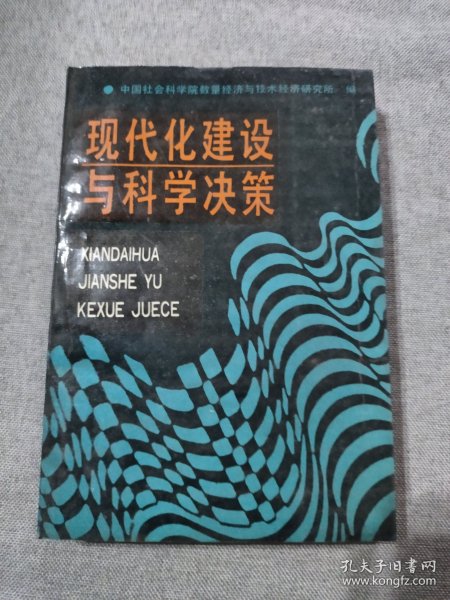 ● 中国社会科学院数量经济与技术经济研究所 编
现代化建设
与科学决策
XIANDAIHUA
JIANSHE YU
KEXUE JUECE
孔夫子旧书网
www.kongfz.com